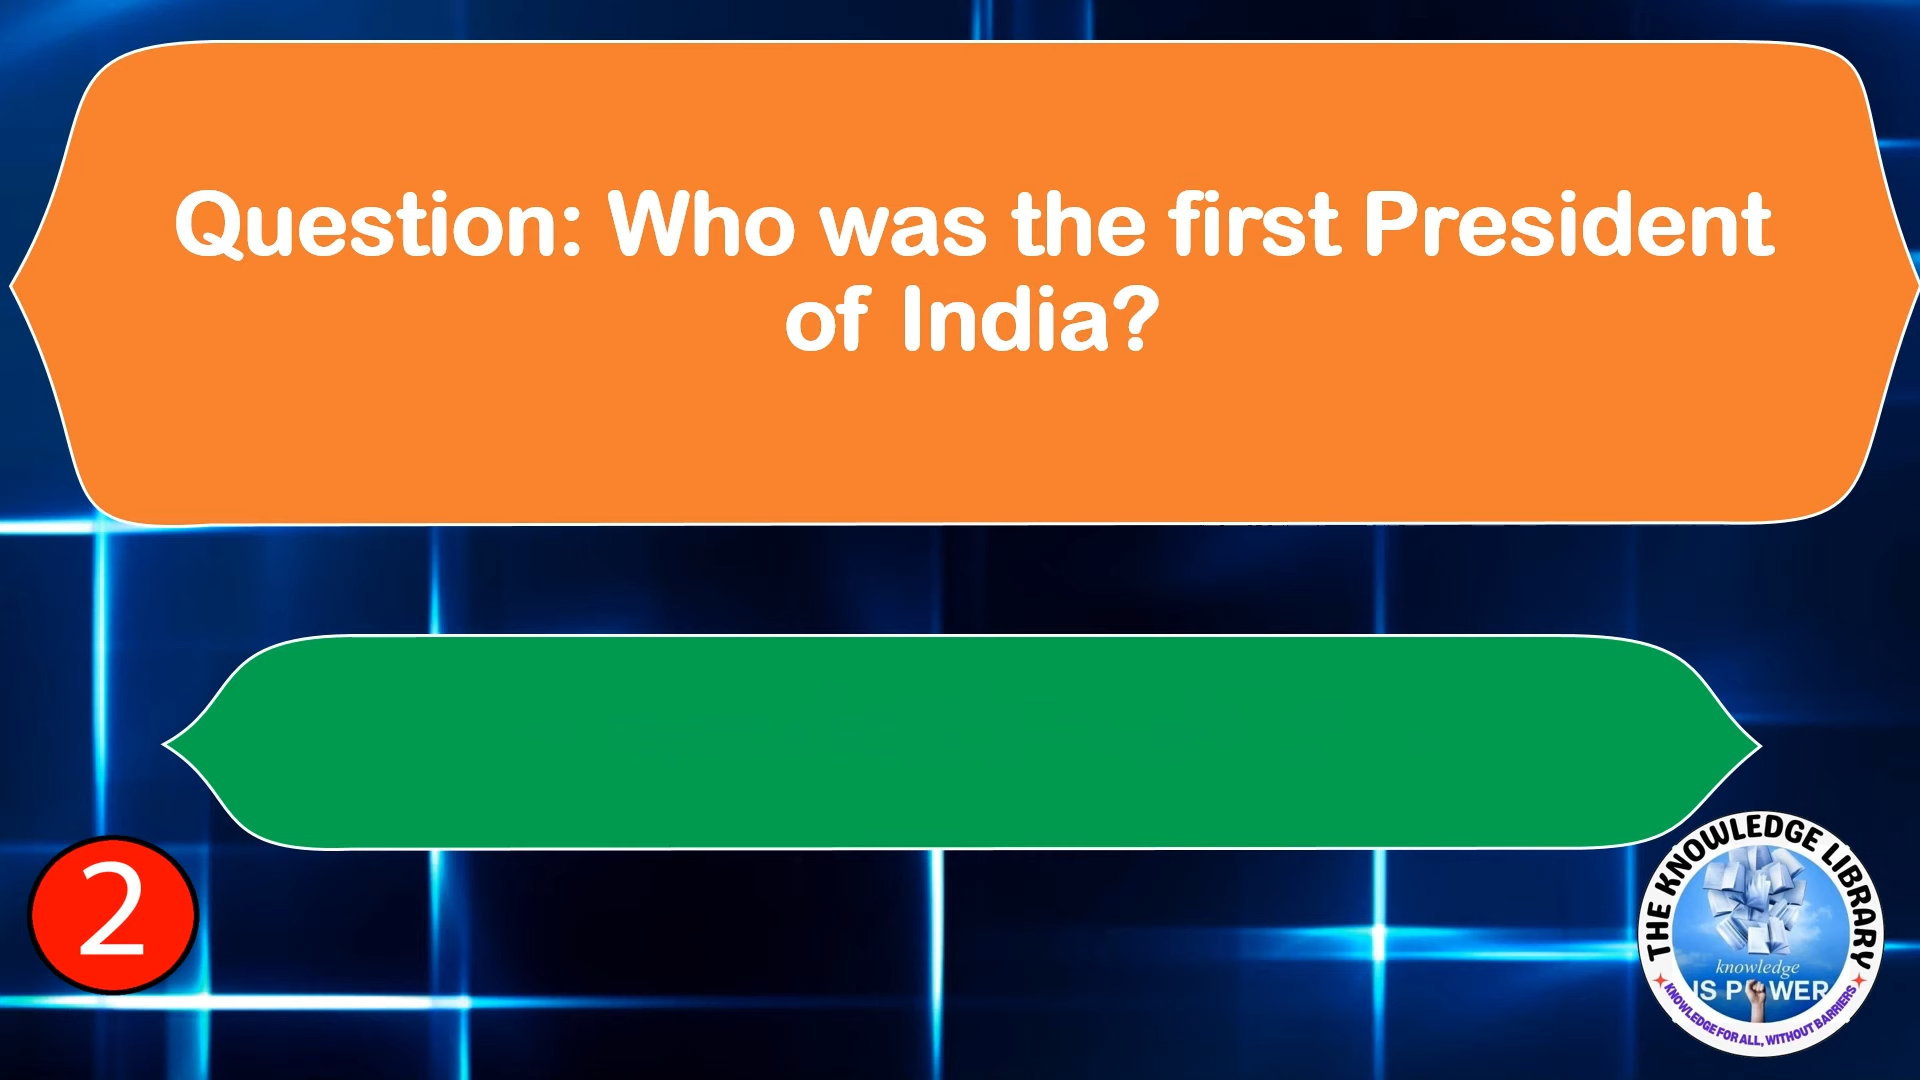 Question: Who was the first President
of India?
2
THE KNOWLEDGE LIBRARY
knowledge
IS POWER
KNOWLEDGE FOR ALL, WITHOUT BARRIERS